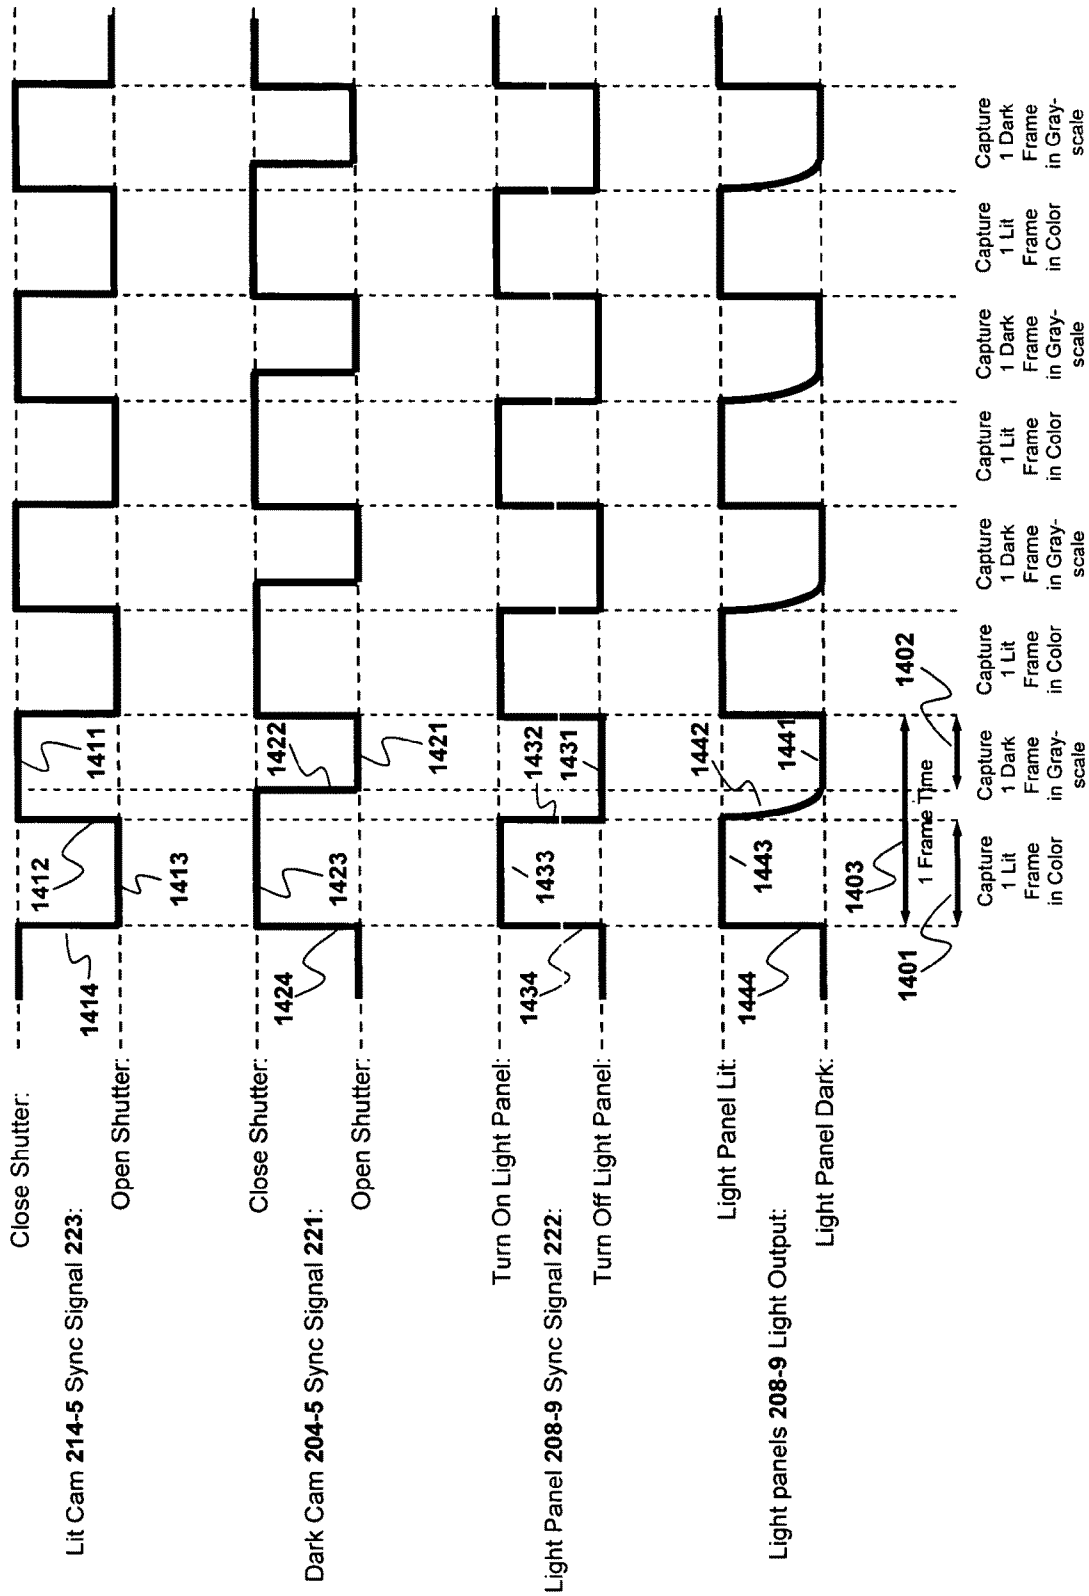 Close Shutter:
Lit Cam 214-5 Sync Signal 223:
Open Shutter:
1414
1412
1413
1411
Close Shutter:
Dark Cam 204-5 Sync Signal 221:
Open Shutter:
1424
1423
1422
1421
Turn On Light Panel:
Light Panel 208-9 Sync Signal 222:
Turn Off Light Panel:
1434
1433
1432
1431
Light Panel Lit:
Light panels 208-9 Light Output:
Light Panel Dark:
1444
1443
1442
1441
1403
1 Frame Time
1401
1402
Capture
1 Lit
Frame
in Color
Capture
1 Dark
Frame
in Gray-
scale
Capture
1 Lit
Frame
in Color
Capture
1 Dark
Frame
in Gray-
scale
Capture
1 Lit
Frame
in Color
Capture
1 Dark
Frame
in Gray-
scale
Capture
1 Lit
Frame
in Color
Capture
1 Dark
Frame
in Gray-
scale